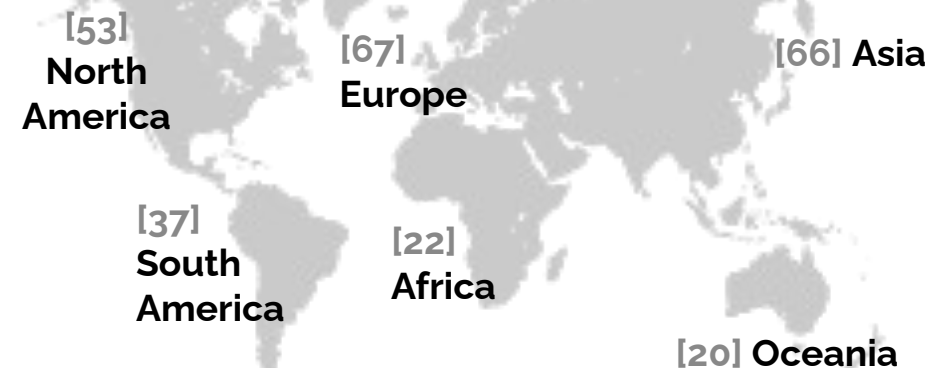 [53]
North
America
[67]
Europe
[66] Asia
[37]
South
America
[22]
Africa
[20] Oceania